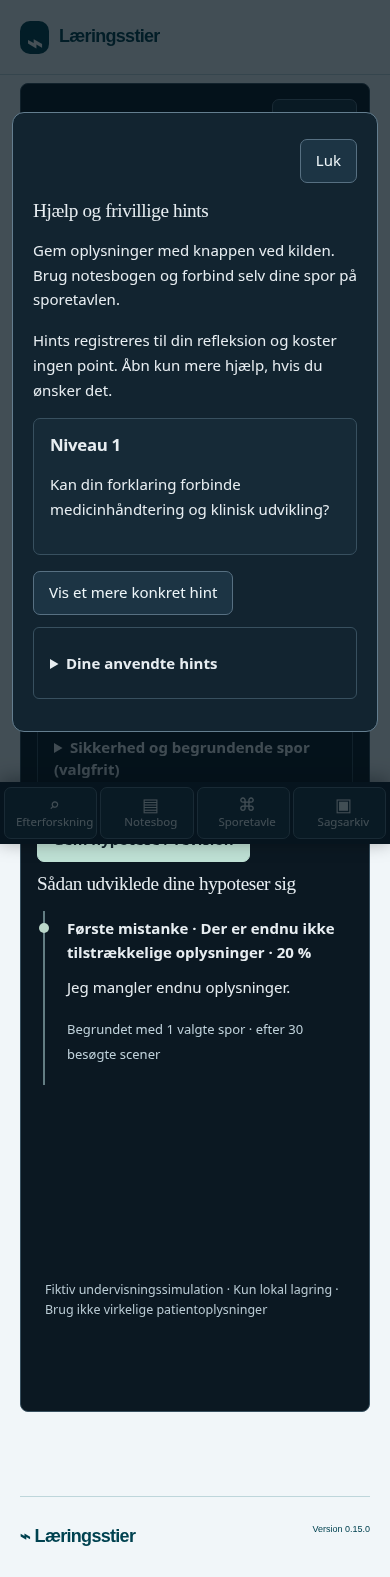 Læringsstier
Luk
Hjælp og frivillige hints
Gem oplysninger med knappen ved kilden.
Brug notesbogen og forbind selv dine spor på
sporetavlen.
Hints registreres til din refleksion og koster
ingen point. Åbn kun mere hjælp, hvis du
ønsker det.
Niveau 1
Kan din forklaring forbinde
medicinhåndtering og klinisk udvikling?
Vis et mere konkret hint
Dine anvendte hints
Sikkerhed og begrundende spor
(valgfrit)
Efterforskning
Notesbog
Sporetavle
Sagsarkiv
Sådan udviklede dine hypoteser sig
Første mistanke · Der er endnu ikke
tilstrækkelige oplysninger · 20 %
Jeg mangler endnu oplysninger.
Begrundet med 1 valgte spor · efter 30
besøgte scener
Fiktiv undervisningssimulation · Kun lokal lagring ·
Brug ikke virkelige patientoplysninger
Læringsstier
Version 0.15.0